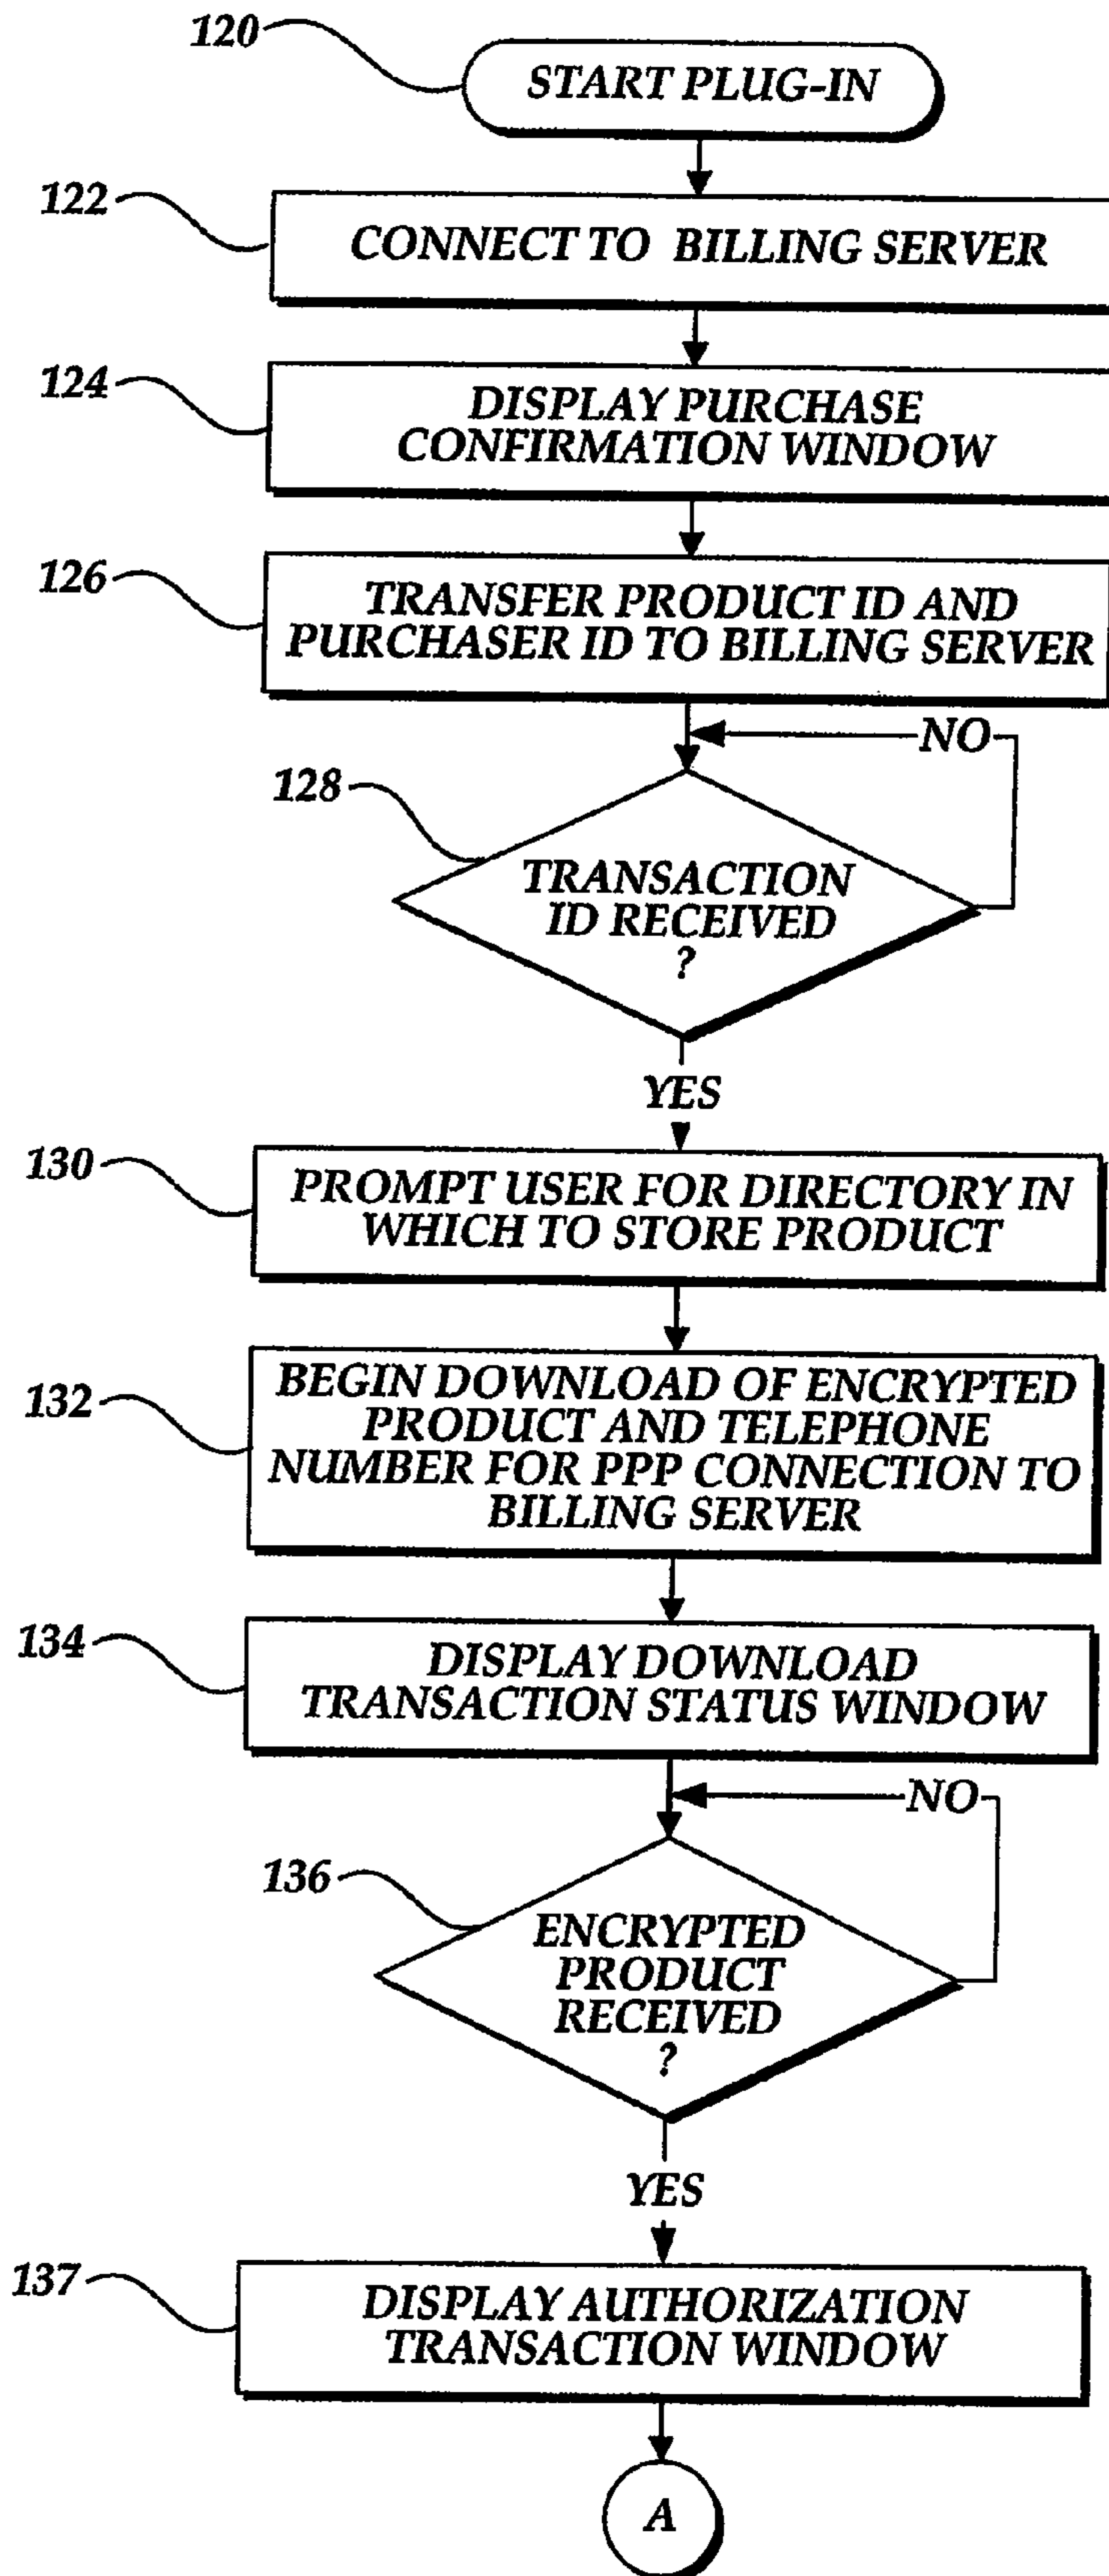 120
START PLUG-IN
122
CONNECT TO BILLING SERVER
124
DISPLAY PURCHASE
CONFIRMATION WINDOW
126
TRANSFER PRODUCT ID AND
PURCHASER ID TO BILLING SERVER
NO
128
TRANSACTION
ID RECEIVED
?
YES
130
PROMPT USER FOR DIRECTORY IN
WHICH TO STORE PRODUCT
132
BEGIN DOWNLOAD OF ENCRYPTED
PRODUCT AND TELEPHONE
NUMBER FOR PPP CONNECTION TO
BILLING SERVER
134
DISPLAY DOWNLOAD
TRANSACTION STATUS WINDOW
NO
136
ENCRYPTED
PRODUCT
RECEIVED
?
YES
137
DISPLAY AUTHORIZATION
TRANSACTION WINDOW
A